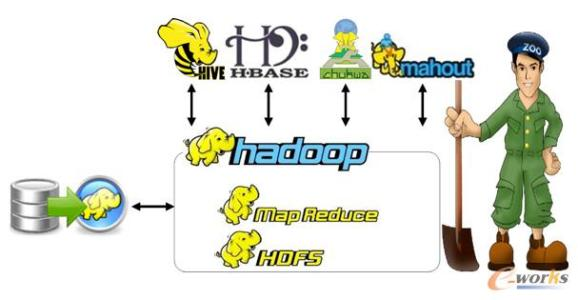 HIVE
H-BASE
chukwa
mahout
ZOO
hadoop
Map Reduce
HDFS
e-works